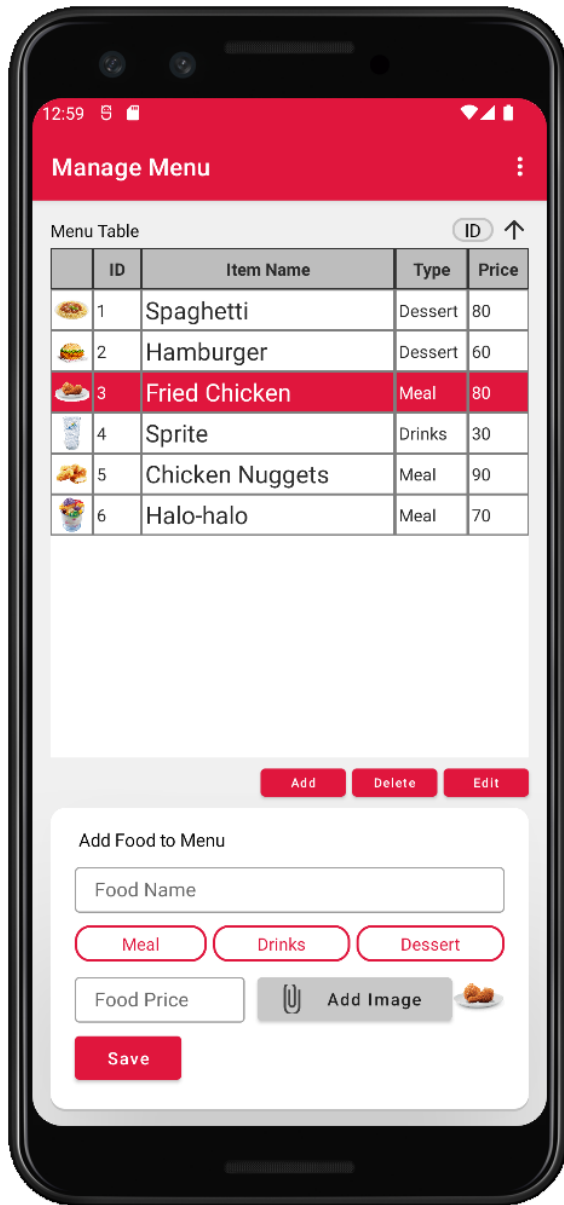 12:59
Manage Menu
Menu Table ID
ID Item Name Type Price
1 Spaghetti Dessert 80
2 Hamburger Dessert 60
3 Fried Chicken Meal 80
4 Sprite Drinks 30
5 Chicken Nuggets Meal 90
6 Halo-halo Meal 70
Add Delete Edit
Add Food to Menu
Food Name
Meal Drinks Dessert
Food Price Add Image
Save